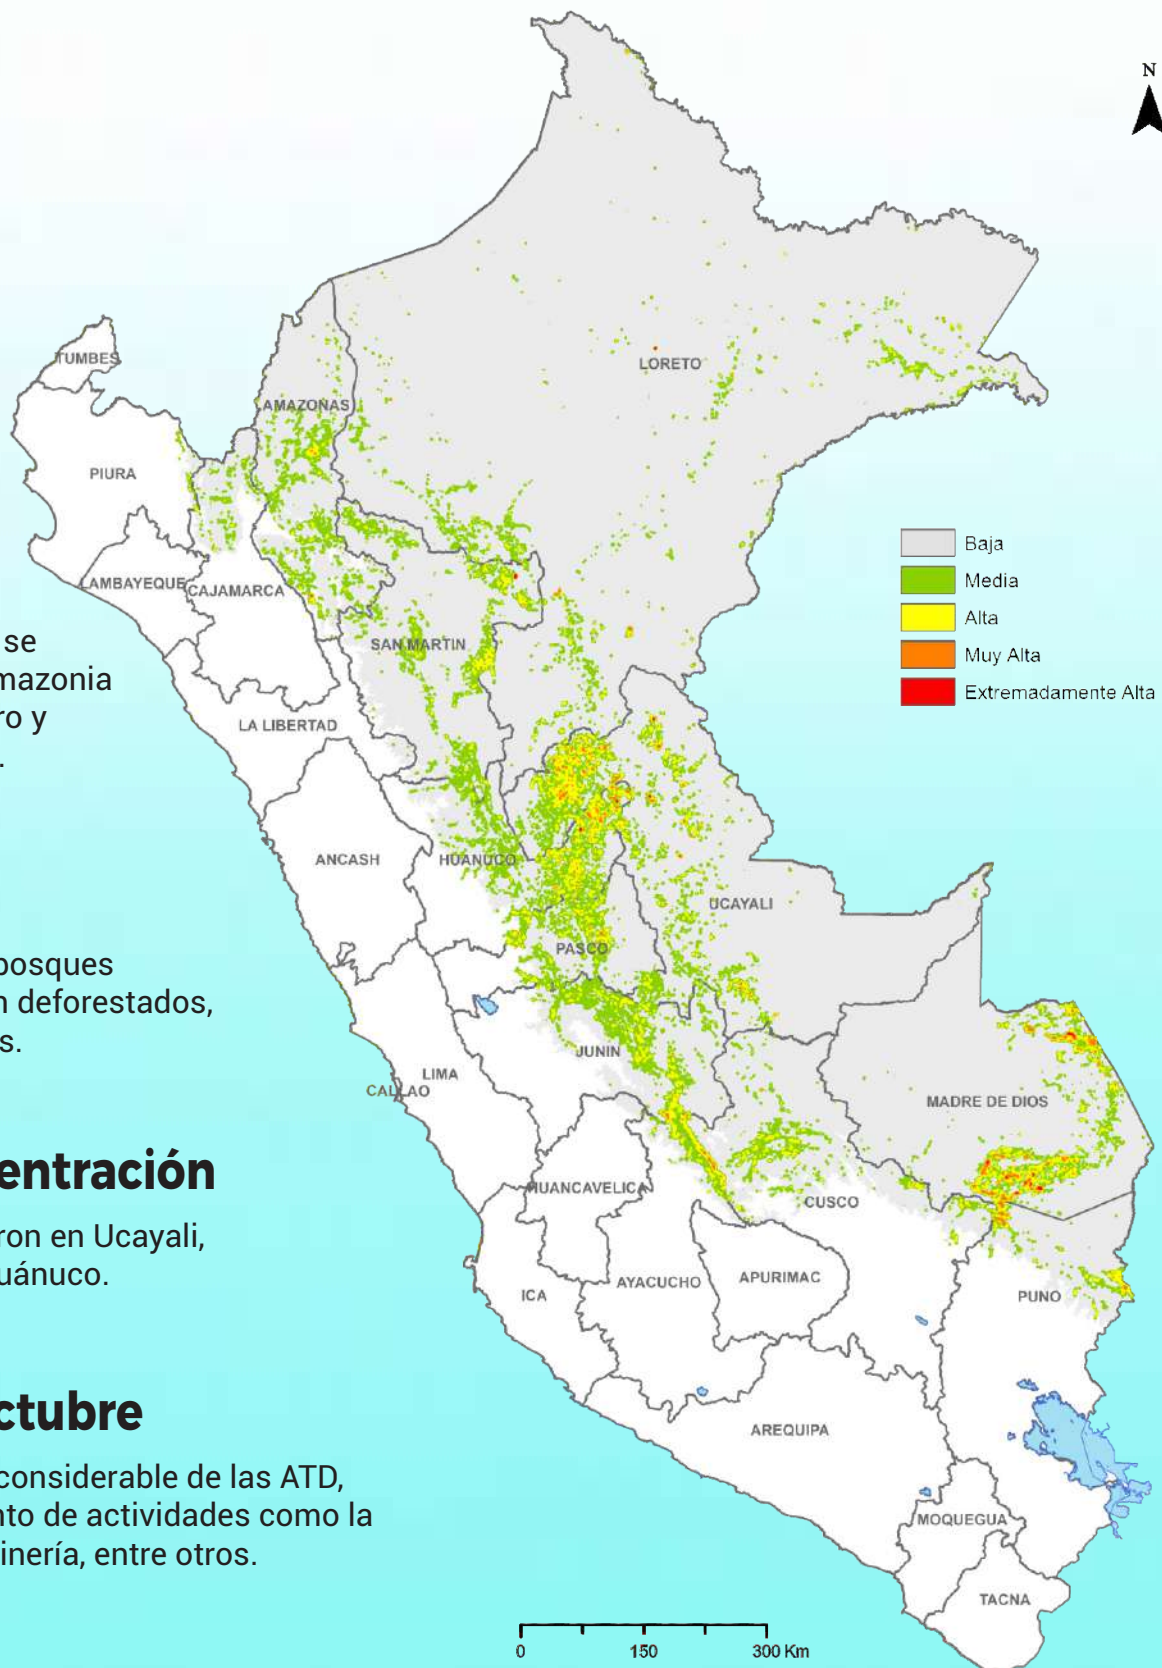 N
TUMBES
LORETO
AMAZONAS
PIURA
Baja
Media
Alta
Muy Alta
Extremadamente Alta
LAMBAYEQUE
CAJAMARCA
SAN MARTIN
se
mazonia
ro y
.
LA LIBERTAD
ANCASH
HUANUCO
UCAYALI
PASCO
bosques
n deforestados,
s.
JUNIN
LIMA
CALLAO
MADRE DE DIOS
entración
ron en Ucayali,
uánuco.
HUANCAVELICA
CUSCO
AYACUCHO
APURIMAC
ICA
PUNO
ctubre
considerable de las ATD,
nto de actividades como la
inería, entre otros.
AREQUIPA
MOQUEGUA
TACNA
0 150 300 Km